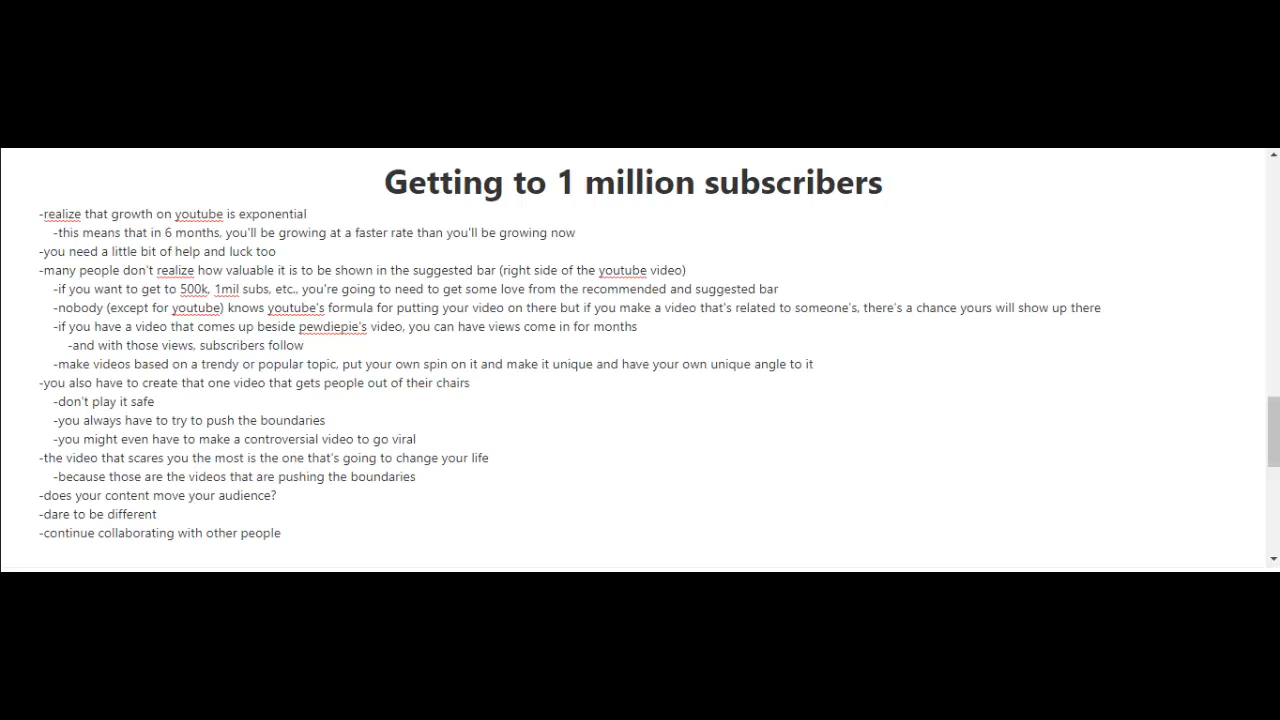 Getting to 1 million subscribers
-realize that growth on youtube is exponential
-this means that in 6 months, you'll be growing at a faster rate than you'll be growing now
-you need a little bit of help and luck too
-many people don't realize how valuable it is to be shown in the suggested bar (right side of the youtube video)
-if you want to get to 500k, 1mil subs, etc., you're going to need to get some love from the recommended and suggested bar
-nobody (except for youtube) knows youtube's formula for putting your video on there but if you make a video that's related to someone's, there's a chance yours will show up there
-if you have a video that comes up beside pewdiepie's video, you can have views come in for months
-and with those views, subscribers follow
-make videos based on a trendy or popular topic, put your own spin on it and make it unique and have your own unique angle to it
-you also have to create that one video that gets people out of their chairs
-don't play it safe
-you always have to try to push the boundaries
-you might even have to make a controversial video to go viral
-the video that scares you the most is the one that's going to change your life
-because those are the videos that are pushing the boundaries
-does your content move your audience?
-dare to be different
-continue collaborating with other people